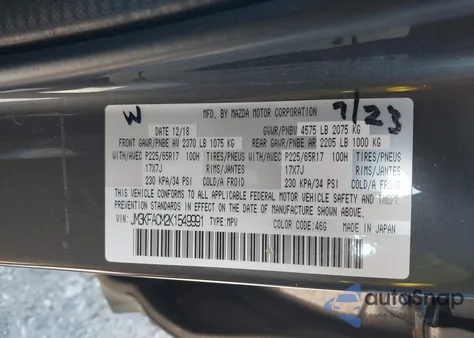 W
MFD. BY MAZDA MOTOR CORPORATION
7/23
DATE 12/18 GVWR/PNBV 4575 LB 2075 KG
FRONT GAWR/PNBE AV 2370 LB 1075 KG REAR GAWR/PNBE AR 2205 LB 1000 KG
WITH/AVEC P225/65R17 100H TIRES/PNEUS WITH/AVEC P225/65R17 100H TIRES/PNEUS
17X7J RIMS/JANTES 17X7J RIMS/JANTES
230 KPA/34 PSI COLD/A FROID 230 KPA/34 PSI COLD/A FROID
THIS VEHICLE CONFORMS TO ALL APPLICABLE FEDERAL MOTOR VEHICLE SAFETY, BUMPER, AND THEFT
PREVENTION STANDARDS IN EFFECT ON THE
DATE OF MANUFACTURE SHOWN ABOVE.
VIN: JM3KFACM2K1549991 TYPE: MPV COLOR CODE: 46G MADE IN JAPAN
autoSnap